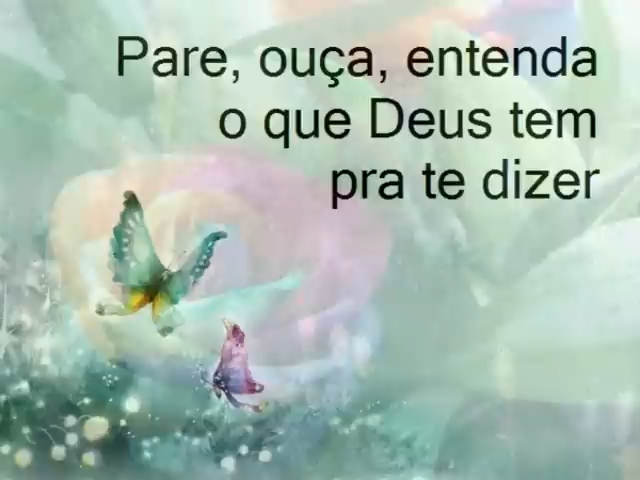 Pare, ouça, entenda
o que Deus tem
pra te dizer